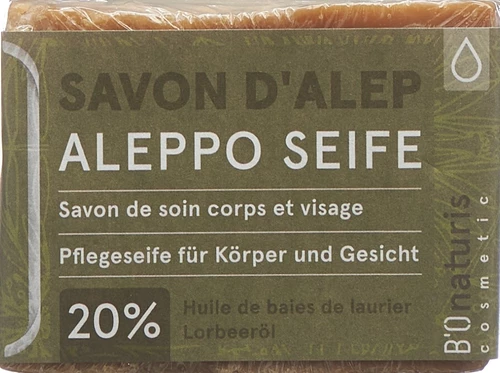 SAVON D'ALEP
ALEPPO SEIFE
Savon de soin corps et visage
Pflegeseife für Körper und Gesicht
20%
Huile de baies de laurier
Lorbeeröl
B'O naturis
cosmetic